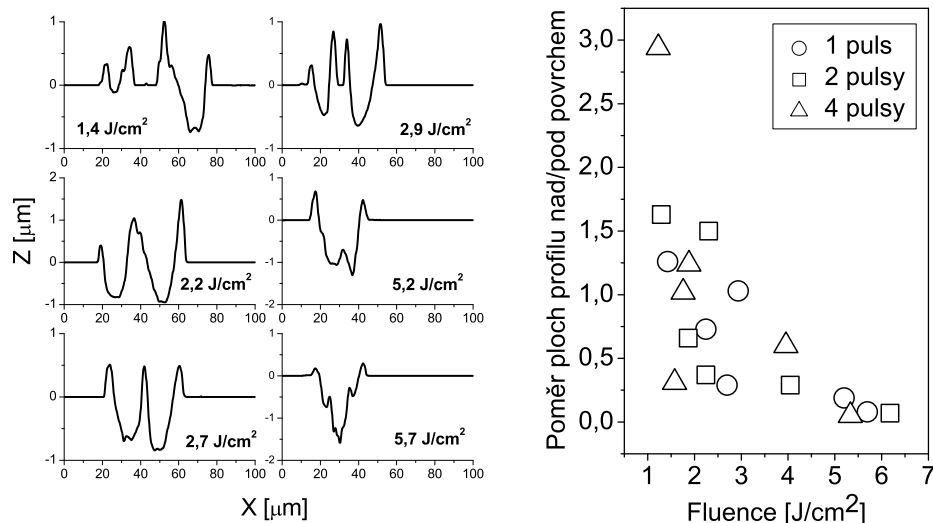 Z [μm]
1
0
-1
0 20 40 60 80 100
1,4 J/cm²
1
0
-1
0 20 40 60 80 100
2,9 J/cm²
2
1
0
-1
0 20 40 60 80 100
2,2 J/cm²
1
0
-1
-2
0 20 40 60 80 100
5,2 J/cm²
1
0
-1
0 20 40 60 80 100
2,7 J/cm²
1
0
-1
-2
0 20 40 60 80 100
5,7 J/cm²
X [μm]
Poměr ploch profilu nad/pod povrchem
3,0
2,5
2,0
1,5
1,0
0,5
0,0
1 puls
2 pulsy
4 pulsy
1 2 3 4 5 6 7
Fluence [J/cm²]